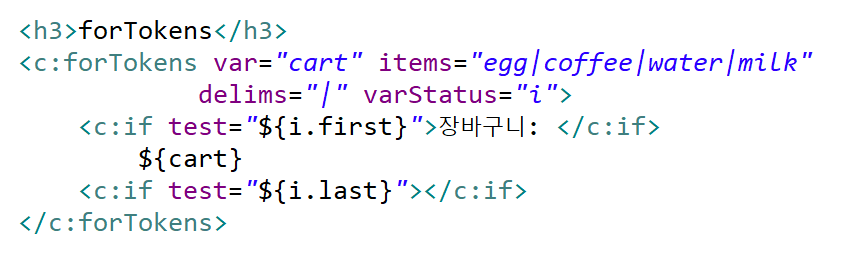 <h3>forTokens</h3>
<c:forTokens var="cart" items="egg|coffee|water|milk"
delims="|" varStatus="i">
<c:if test="${i.first}">장바구니: </c:if>
${cart}
<c:if test="${i.last}"></c:if>
</c:forTokens>